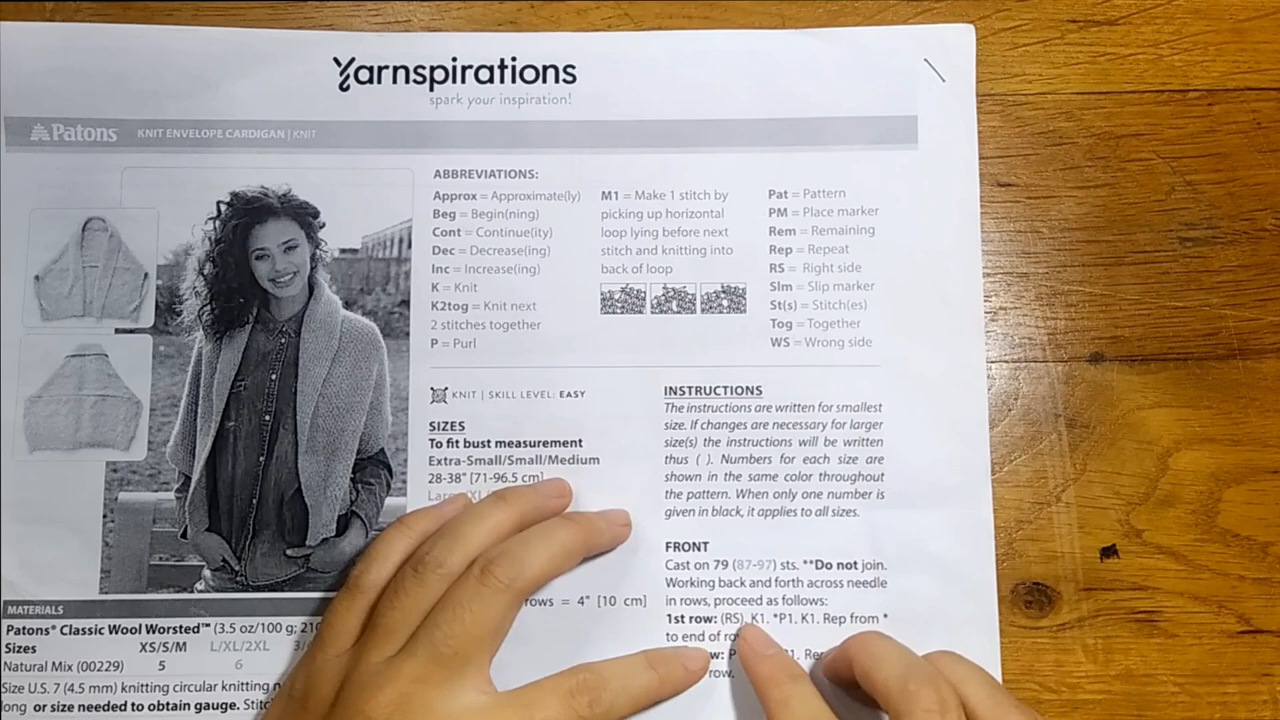 Yarnspirations
spark your inspiration!
Patons KNIT ENVELOPE CARDIGAN | KNIT
ABBREVIATIONS:
Approx = Approximate(ly)
Beg = Begin(ning)
Cont = Continue(ity)
Dec = Decrease(ing)
Inc = Increase(ing)
K = Knit
K2tog = Knit next
2 stitches together
P = Purl
M1 = Make 1 stitch by
picking up horizontal
loop lying before next
stitch and knitting into
back of loop
Pat = Pattern
PM = Place marker
Rem = Remaining
Rep = Repeat
RS = Right side
Slm = Slip marker
St(s) = Stitch(es)
Tog = Together
WS = Wrong side
KNIT | SKILL LEVEL: EASY
SIZES
To fit bust measurement
Extra-Small/Small/Medium
28-38" [71-96.5 cm]
rows = 4" [10 cm]
MATERIALS
Patons® Classic Wool Worsted™ (3.5 oz/100 g; 210
Sizes XS/S/M L/XL/2XL
Natural Mix (00229) 5 6
Size U.S. 7 (4.5 mm) knitting circular knitting
long or size needed to obtain gauge.
INSTRUCTIONS
The instructions are written for smallest
size. If changes are necessary for larger
size(s) the instructions will be written
thus ( ). Numbers for each size are
shown in the same color throughout
the pattern. When only one number is
given in black, it applies to all sizes.
FRONT
Cast on 79 (87-97) sts. **Do not join.
Working back and forth across needle
in rows, proceed as follows:
1st row: (RS). K1. *P1. K1. Rep from *
to end of
row.